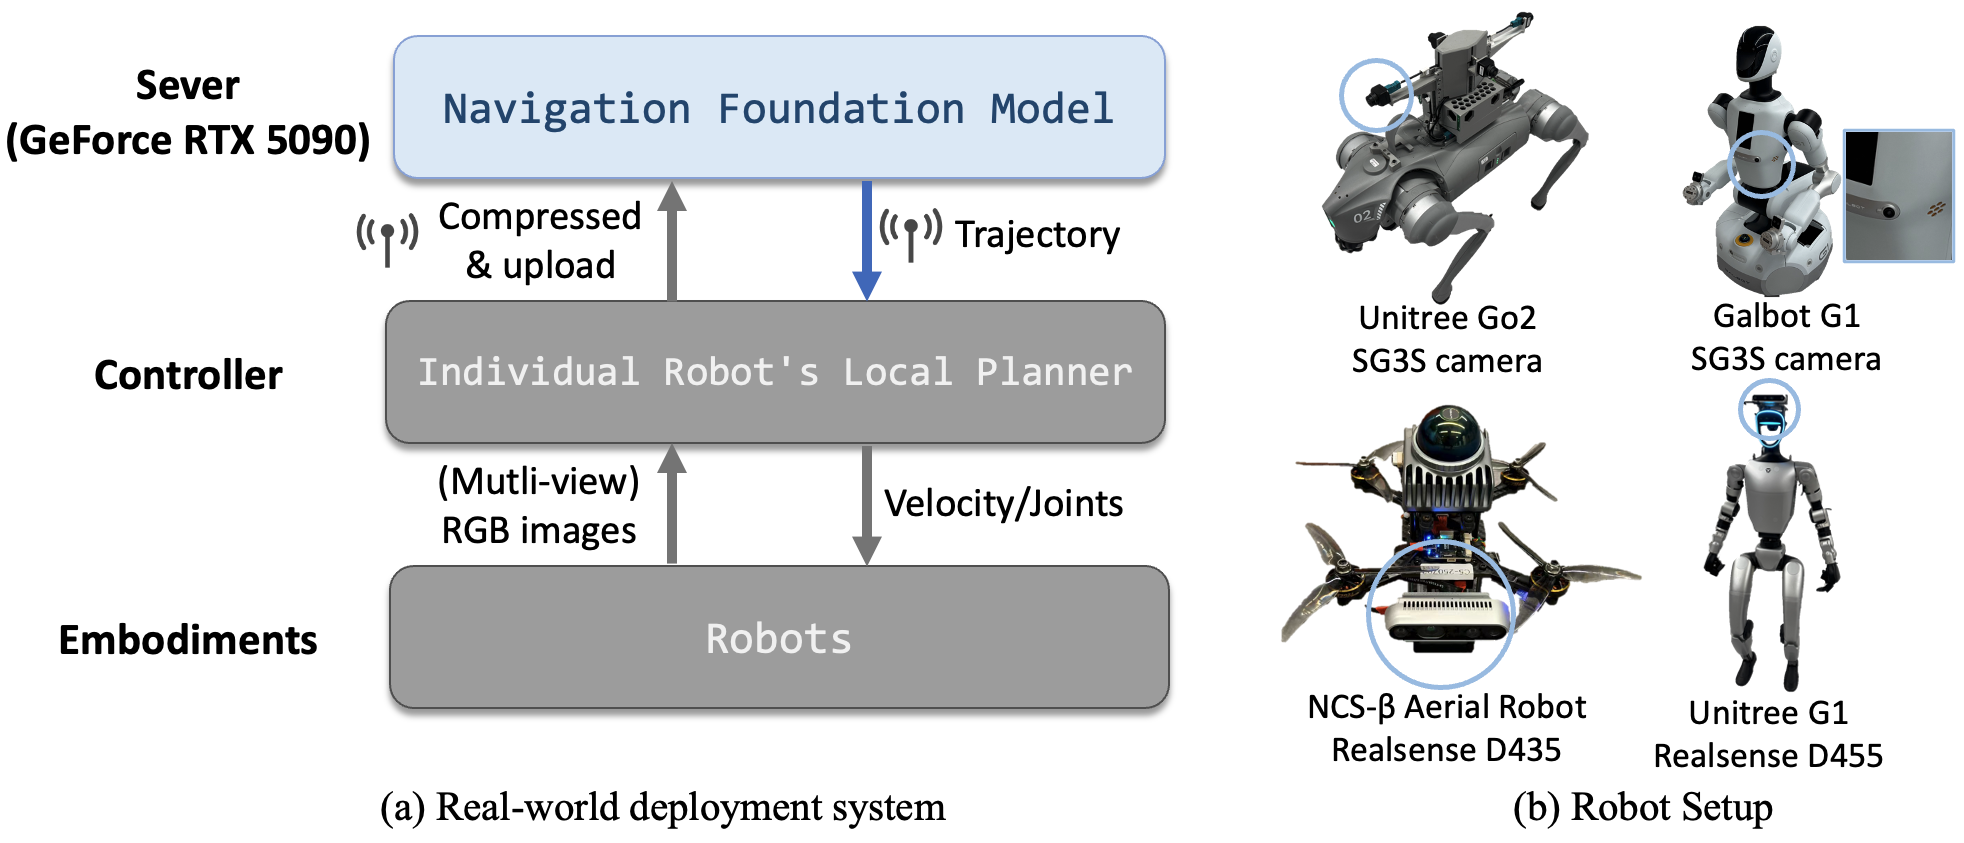 Sever
(GeForce RTX 5090)
Navigation Foundation Model
Compressed
& upload
Trajectory
Controller
Individual Robot's Local Planner
(Mutli-view)
RGB images
Velocity/Joints
Embodiments
Robots
(a) Real-world deployment system
02
Unitree Go2
SG3S camera
Galbot G1
SG3S camera
NCS-β Aerial Robot
Realsense D435
Unitree G1
Realsense D455
(b) Robot Setup